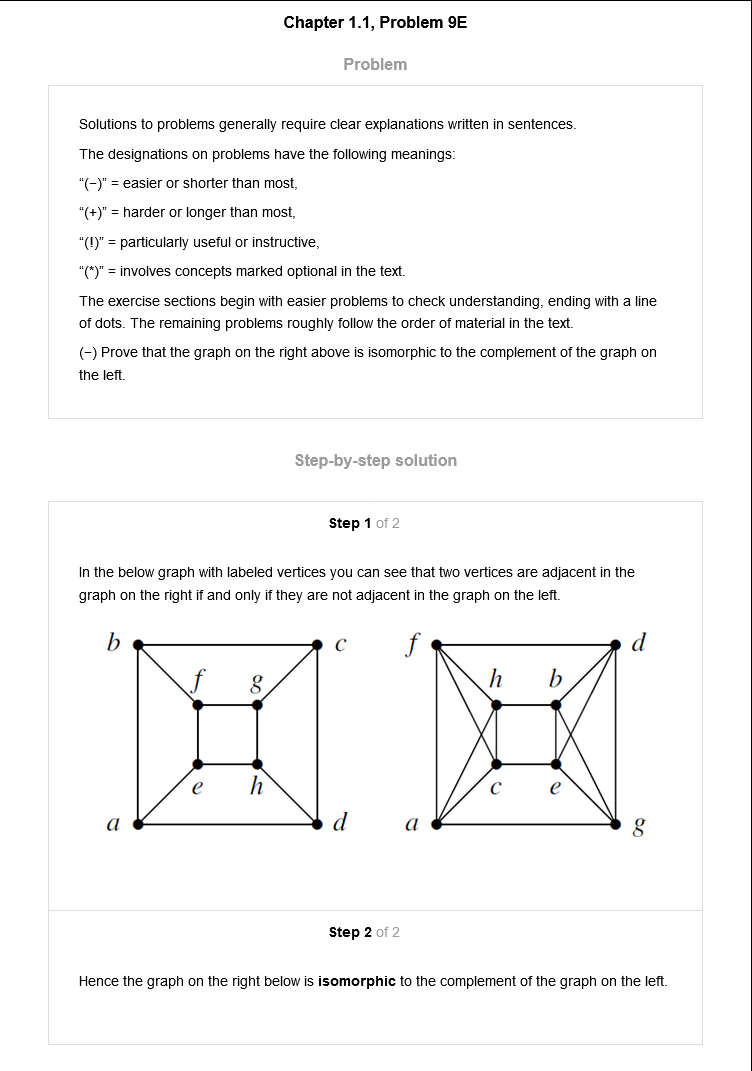 Chapter 1.1, Problem 9E
Problem
Solutions to problems generally require clear explanations written in sentences.
The designations on problems have the following meanings:
“(−)” = easier or shorter than most,
“(+)” = harder or longer than most,
“(!)” = particularly useful or instructive,
“(*)” = involves concepts marked optional in the text.
The exercise sections begin with easier problems to check understanding, ending with a line
of dots. The remaining problems roughly follow the order of material in the text.
(−) Prove that the graph on the right above is isomorphic to the complement of the graph on
the left.
Step-by-step solution
Step 1 of 2
In the below graph with labeled vertices you can see that two vertices are adjacent in the
graph on the right if and only if they are not adjacent in the graph on the left.
b c f d
f g h b
e h c e
a d a g
Step 2 of 2
Hence the graph on the right below is isomorphic to the complement of the graph on the left.